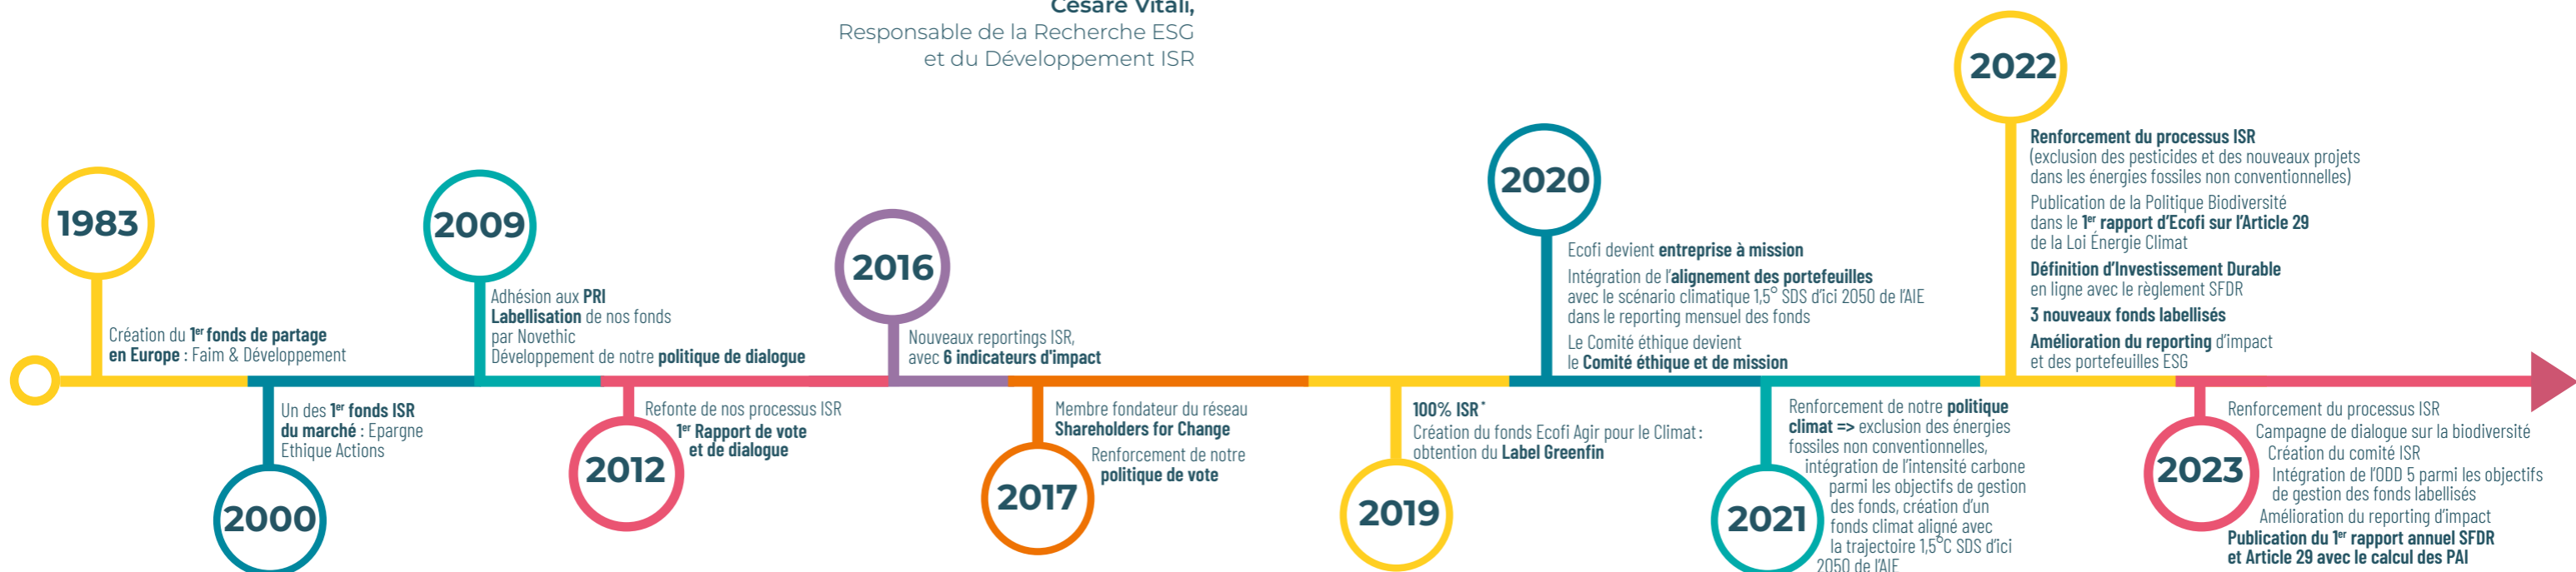 Cesare Vitali,
Responsable de la Recherche ESG
et du Développement ISR
1983
Création du 1er fonds de partage
en Europe : Faim & Développement
2000
Un des 1er fonds ISR
du marché : Epargne
Ethique Actions
2009
Adhésion aux PRI
Labellisation de nos fonds
par Novethic
Développement de notre politique de dialogue
2012
Refonte de nos processus ISR
1er Rapport de vote
et de dialogue
2016
Nouveaux reportings ISR,
avec 6 indicateurs d'impact
2017
Membre fondateur du réseau
Shareholders for Change
Renforcement de notre
politique de vote
2019
100% ISR*
Création du fonds Ecofi Agir pour le Climat :
obtention du Label Greenfin
2020
Ecofi devient entreprise à mission
Intégration de l'alignement des portefeuilles
avec le scénario climatique 1,5° SDS d'ici 2050 de l'AIE
dans le reporting mensuel des fonds
Le Comité éthique devient
le Comité éthique et de mission
2021
Renforcement de notre politique
climat => exclusion des énergies
fossiles non conventionnelles,
intégration de l'intensité carbone
parmi les objectifs de gestion
des fonds, création d'un
fonds climat aligné avec
la trajectoire 1,5°C SDS d'ici
2050 de l'AIE
2022
Renforcement du processus ISR
(exclusion des pesticides et des nouveaux projets
dans les énergies fossiles non conventionnelles)
Publication de la Politique Biodiversité
dans le 1er rapport d'Ecofi sur l'Article 29
de la Loi Énergie Climat
Définition d'Investissement Durable
en ligne avec le règlement SFDR
3 nouveaux fonds labellisés
Amélioration du reporting d'impact
et des portefeuilles ESG
2023
Renforcement du processus ISR
Campagne de dialogue sur la biodiversité
Création du comité ISR
Intégration de l'ODD 5 parmi les objectifs
de gestion des fonds labellisés
Amélioration du reporting d'impact
Publication du 1er rapport annuel SFDR
et Article 29 avec le calcul des PAI